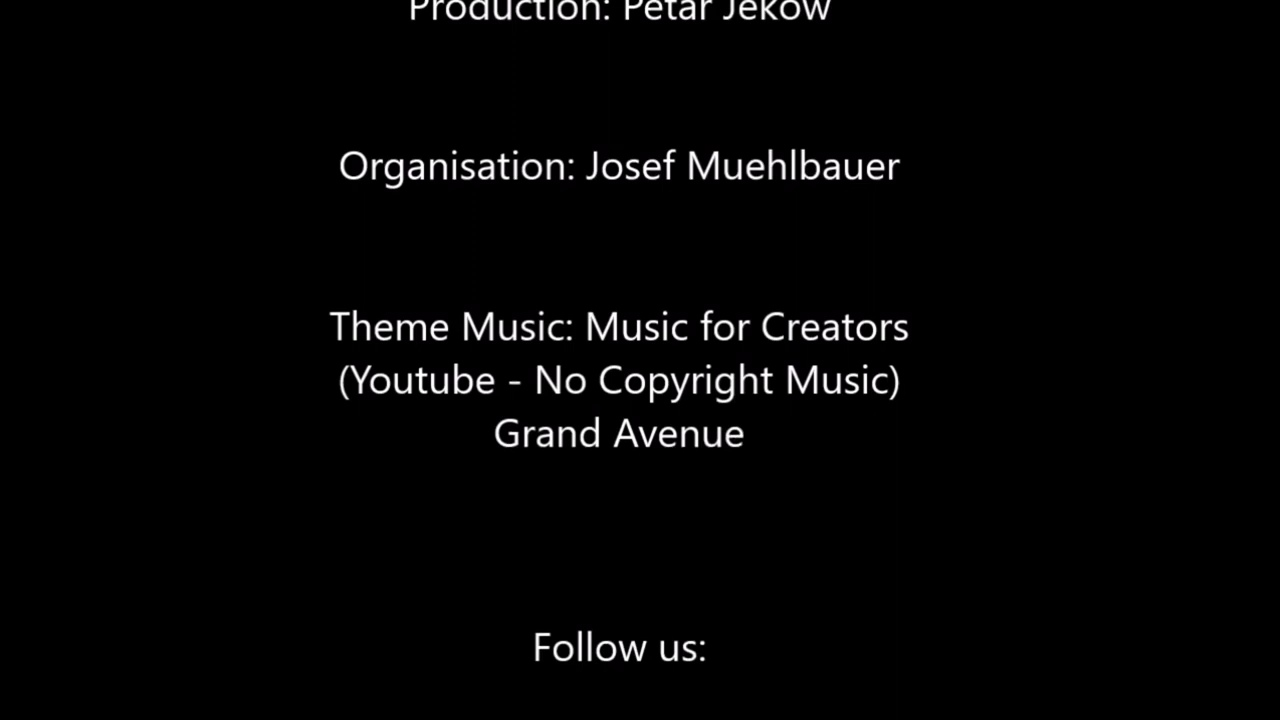 Production: Petar Jekow
Organisation: Josef Muehlbauer
Theme Music: Music for Creators
(Youtube - No Copyright Music)
Grand Avenue
Follow us: